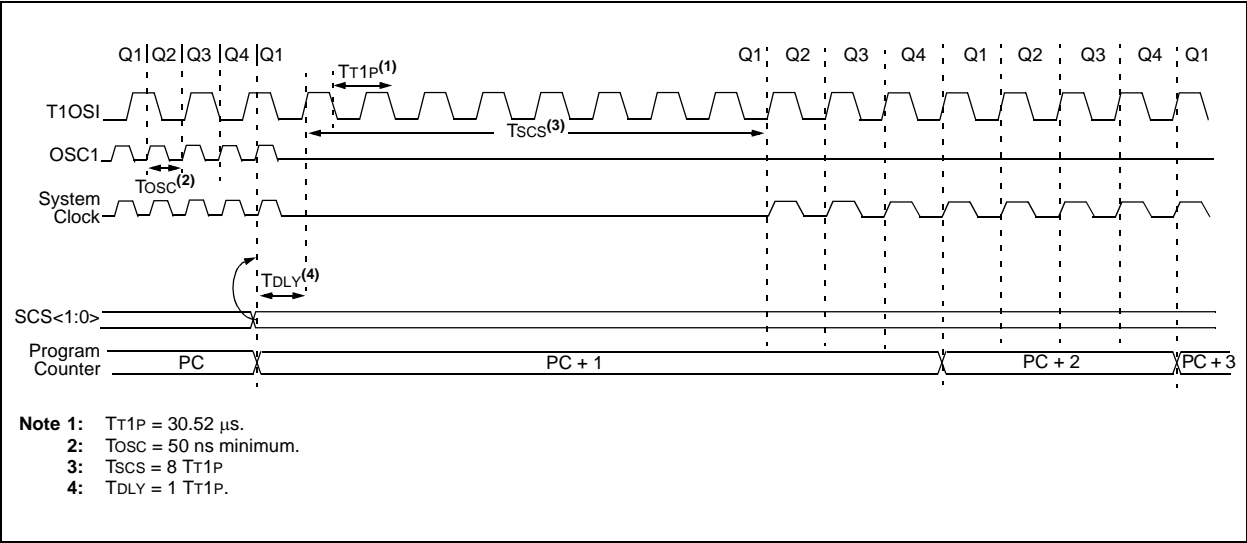 Q1 Q2 Q3 Q4 Q1 Q1 Q2 Q3 Q4 Q1 Q2 Q3 Q4 Q1
TT1P(1)
T1OSI
TSCS(3)
OSC1
TOSC(2)
System
Clock
TDLY(4)
SCS<1:0>
Program
Counter
PC PC + 1 PC + 2 PC + 3
Note 1: TT1P = 30.52 μs.
2: TOSC = 50 ns minimum.
3: TSCS = 8 TT1P
4: TDLY = 1 TT1P.